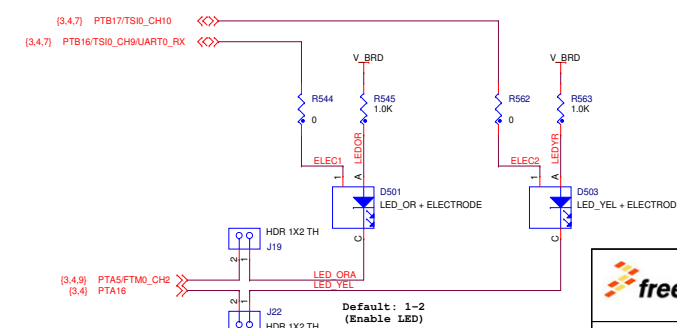 {3,4,7} PTB17/TSI0_CH10
{3,4,7} PTB16/TSI0_CH9/UART0_RX
V_BRD V_BRD
R544 R545 R562 R563
1.0K 1.0K
0 0
LEDOR LEDYR
ELEC1 ELEC2
1 A 1 A
D501 D503
LED_OR + ELECTRODE LED_YEL + ELECTROD
C C
HDR 1X2 TH
J19
2 1
{3,4,9} PTA5/FTM0_CH2 LED_ORA
{3,4} PTA16 LED_YEL
2 1
Default: 1-2
(Enable LED)
J22
HDR 1X2 TH
free